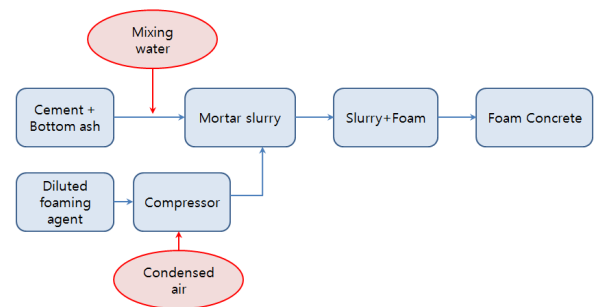 Mixing
water
Cement +
Bottom ash
Mortar slurry
Slurry+Foam
Foam Concrete
Diluted
foaming
agent
Compressor
Condensed
air